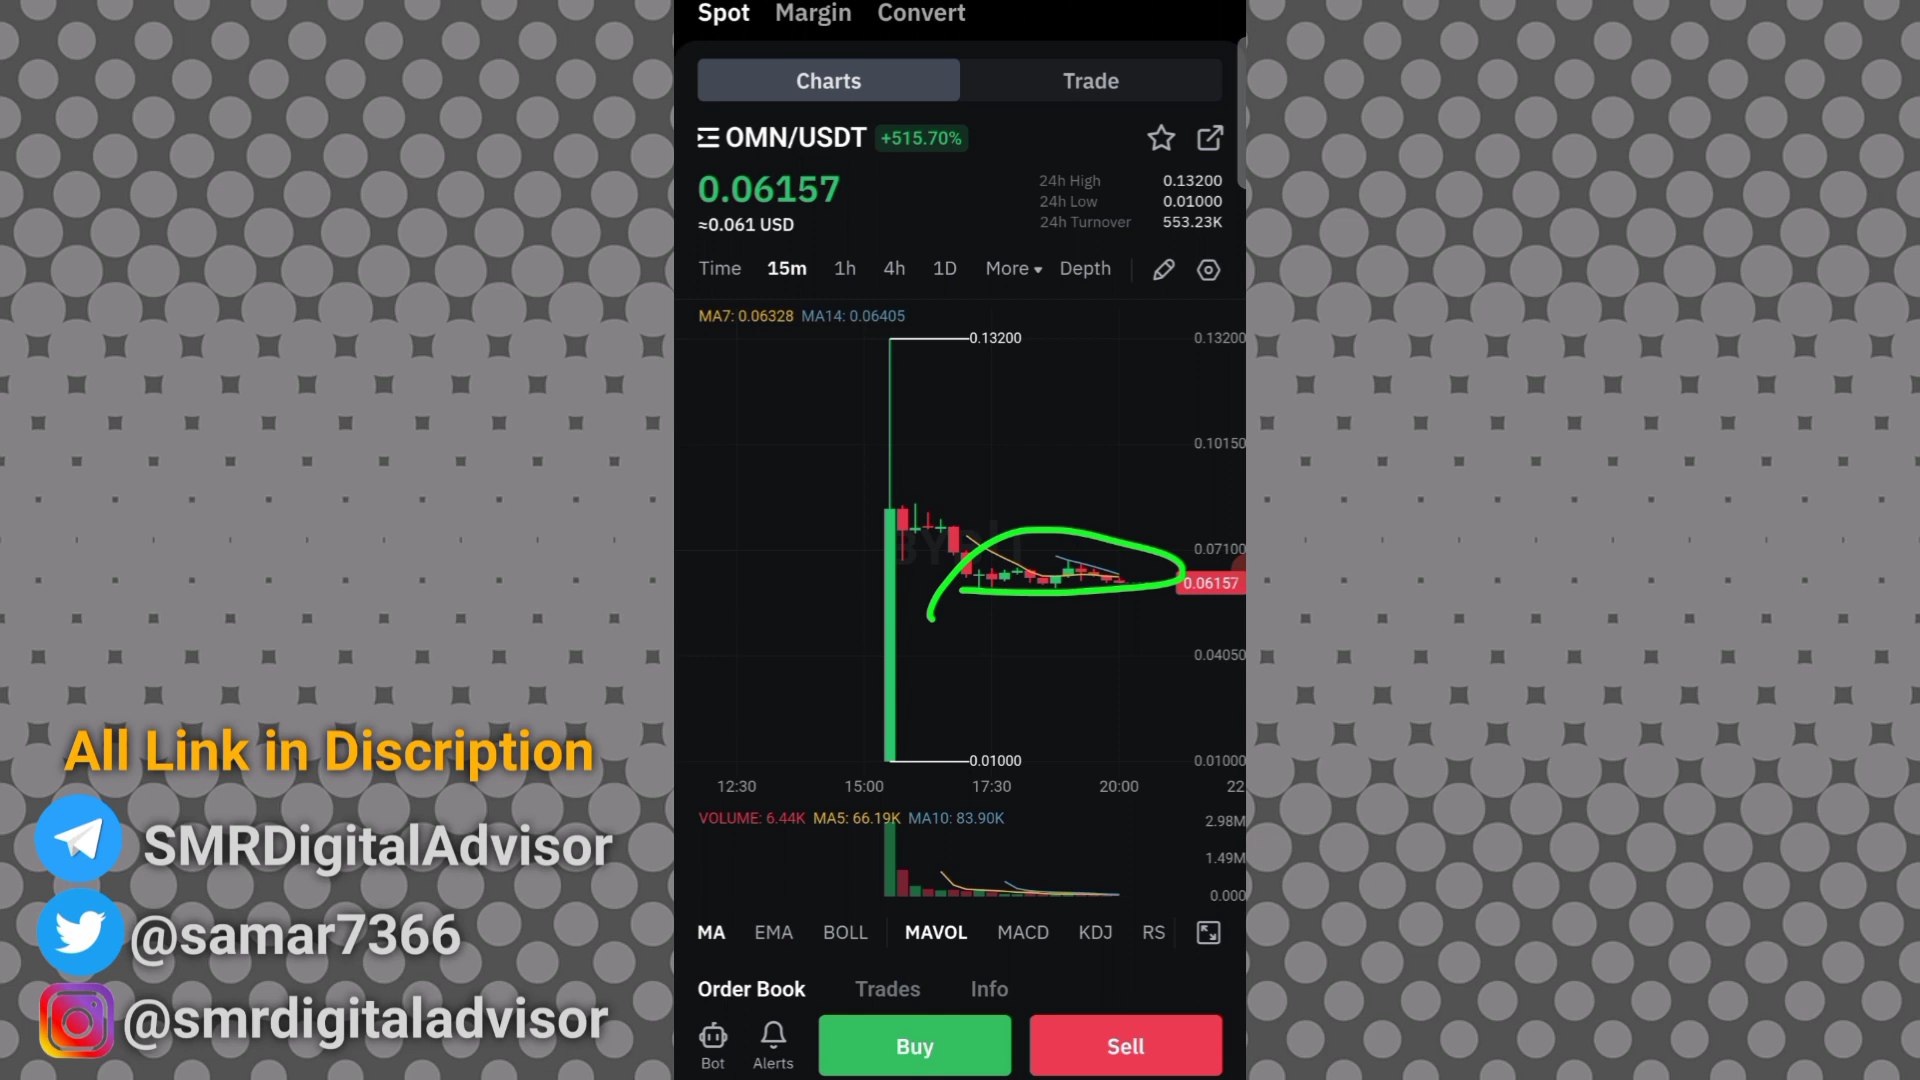 Spot Margin Convert
Charts Trade
OMN/USDT +515.70%
0.06157
≈0.061 USD
24h High 0.13200
24h Low 0.01000
24h Turnover 553.23K
Time 15m 1h 4h 1D More Depth
MA7: 0.06328 MA14: 0.06405
0.13200 0.13200
0.10150
0.07100
0.06157
0.04050
0.01000 0.01000
12:30 15:00 17:30 20:00 22
VOLUME: 6.44K MA5: 66.19K MA10: 83.90K
2.98M
1.49M
0.000
MA EMA BOLL MAVOL MACD KDJ RS
Order Book Trades Info
Bot Alerts Buy Sell
All Link in Discription
SMRDigitalAdvisor
@samar7366
@smrdigitaladvisor